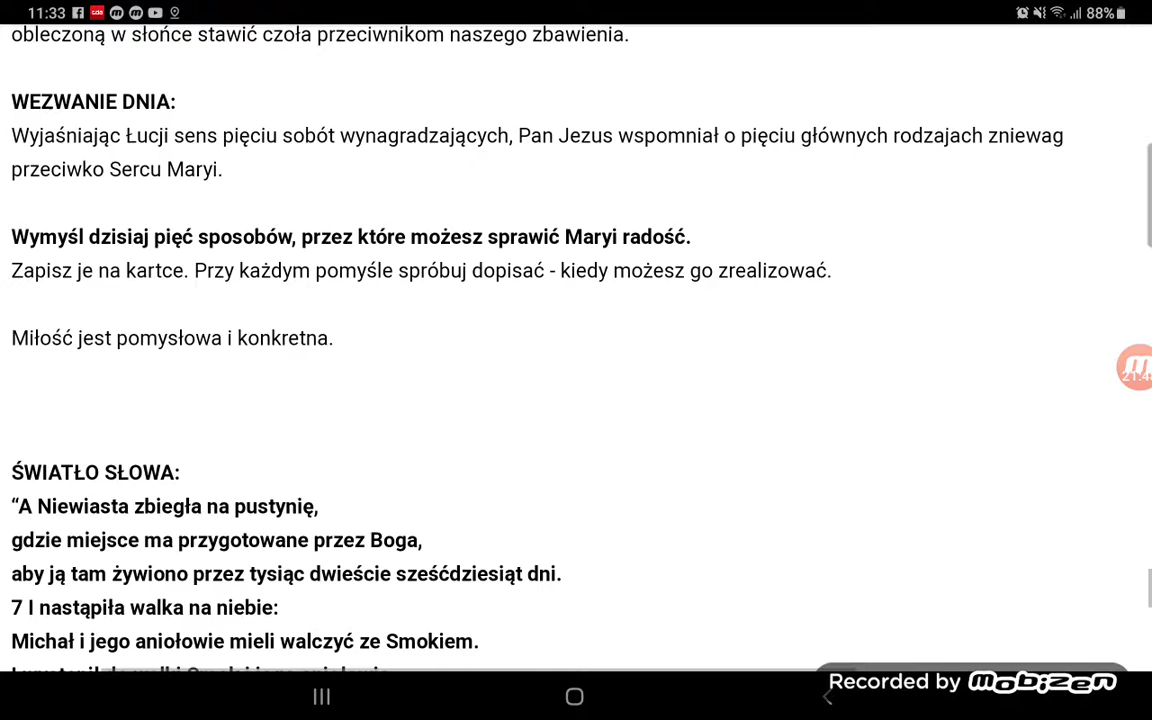 11:33
88%
obleczoną w słońce stawić czoła przeciwnikom naszego zbawienia.
WEZWANIE DNIA:
Wyjaśniając Łucji sens pięciu sobót wynagradzających, Pan Jezus wspomniał o pięciu głównych rodzajach zniewag
przeciwko Sercu Maryi.
Wymyśl dzisiaj pięć sposobów, przez które możesz sprawić Maryi radość.
Zapisz je na kartce. Przy każdym pomyśle spróbuj dopisać - kiedy możesz go zrealizować.
Miłość jest pomysłowa i konkretna.
ŚWIATŁO SŁOWA:
“A Niewiasta zbiegła na pustynię,
gdzie miejsce ma przygotowane przez Boga,
aby ją tam żywiono przez tysiąc dwieście sześćdziesiąt dni.
7 I nastąpiła walka na niebie:
Michał i jego aniołowie mieli walczyć ze Smokiem.
Recorded by mobizen